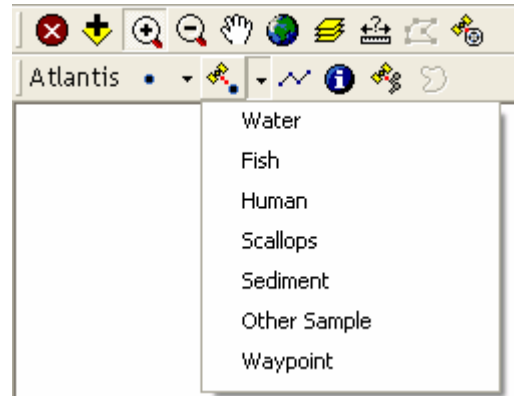 Atlantis
Water
Fish
Human
Scallops
Sediment
Other Sample
Waypoint